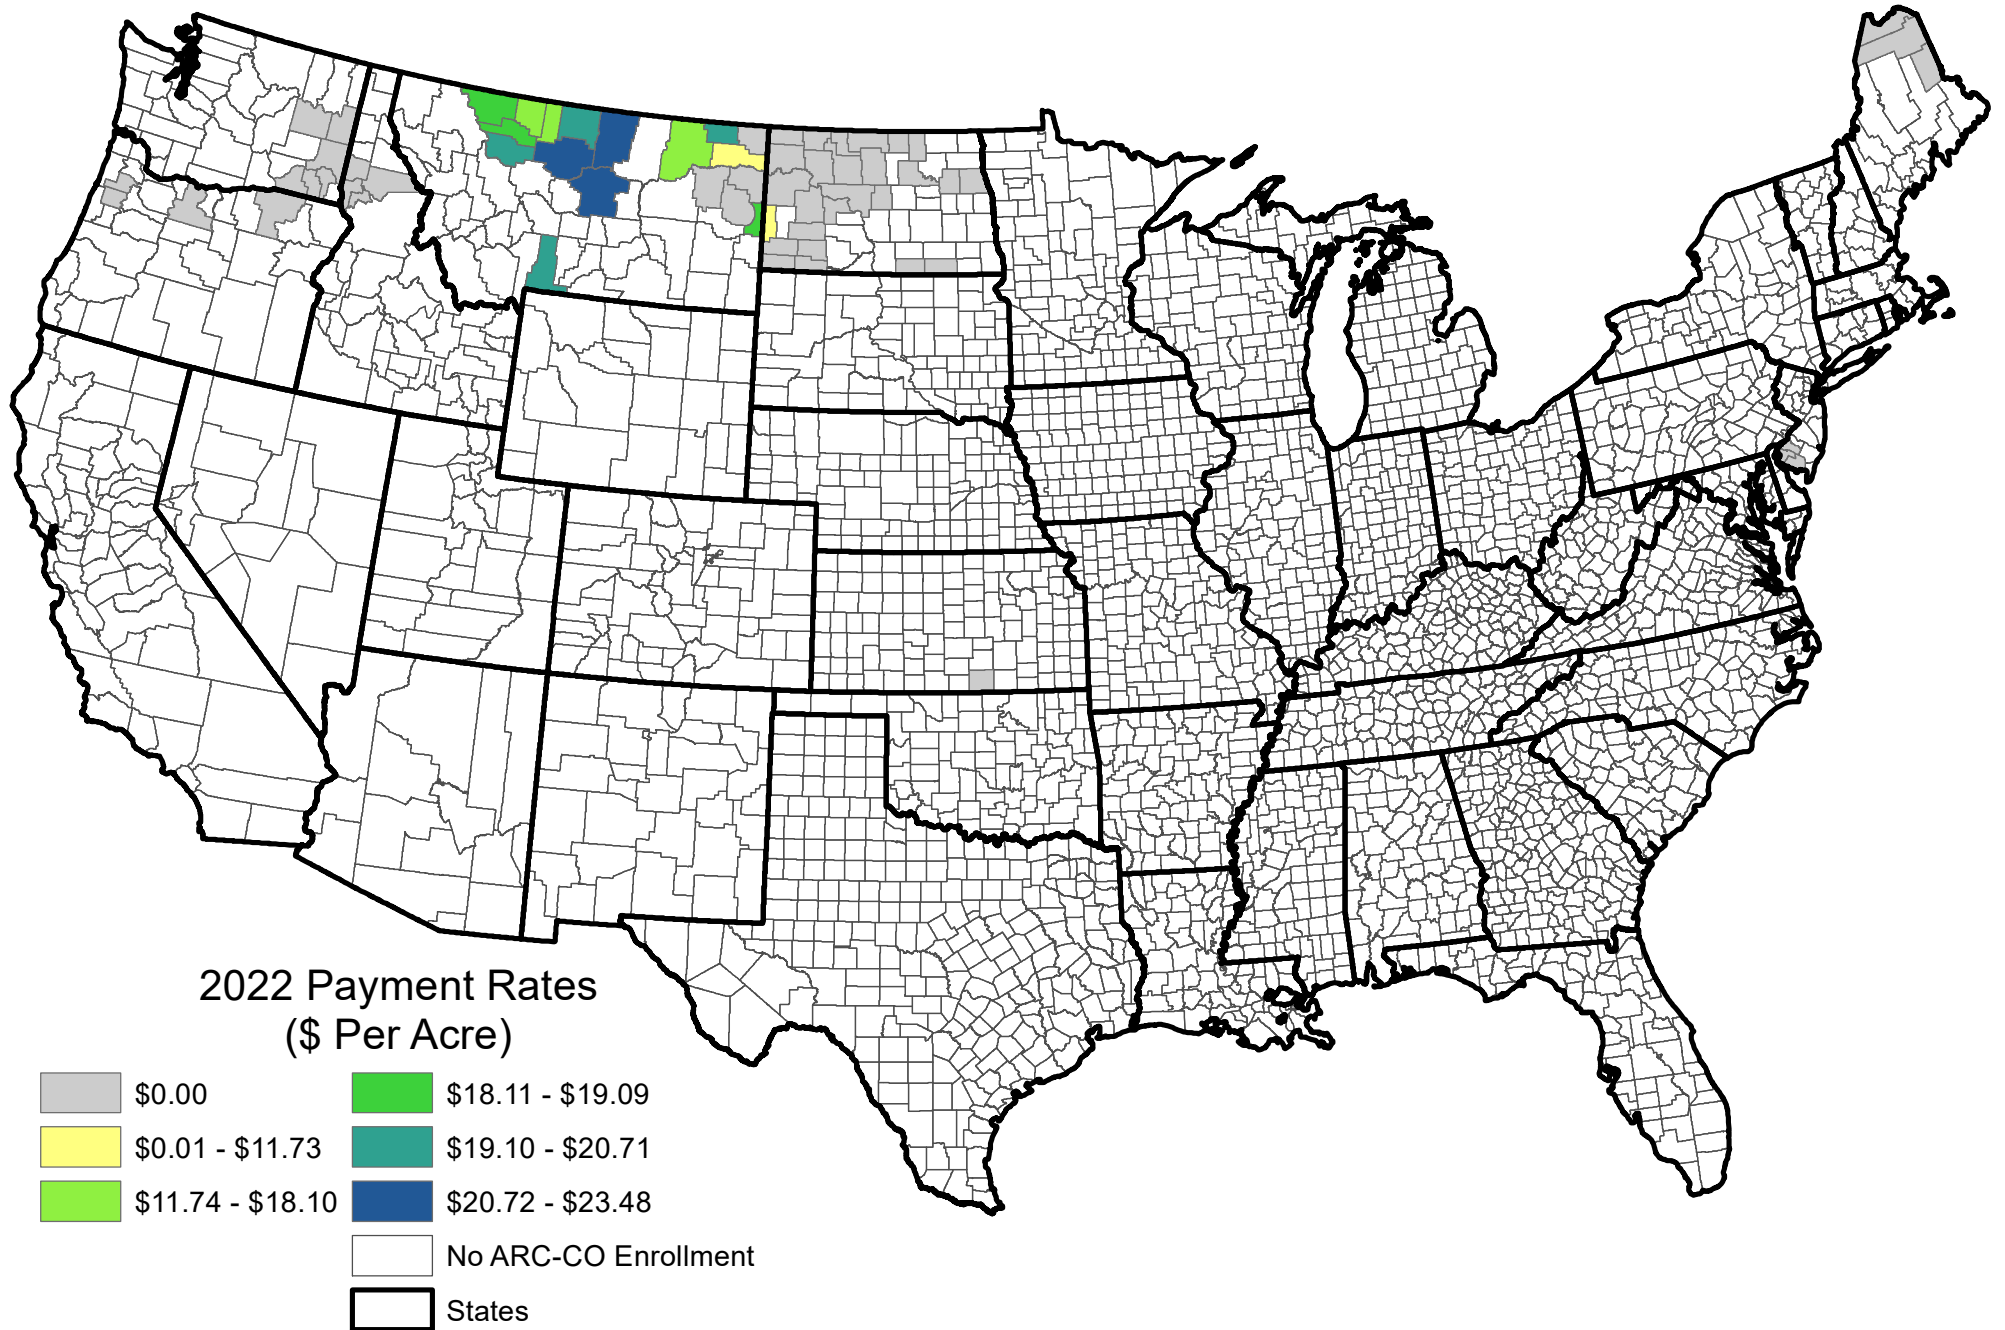 2022 Payment Rates
($ Per Acre)
$0.00
$0.01 - $11.73
$11.74 - $18.10
$18.11 - $19.09
$19.10 - $20.71
$20.72 - $23.48
No ARC-CO Enrollment
States